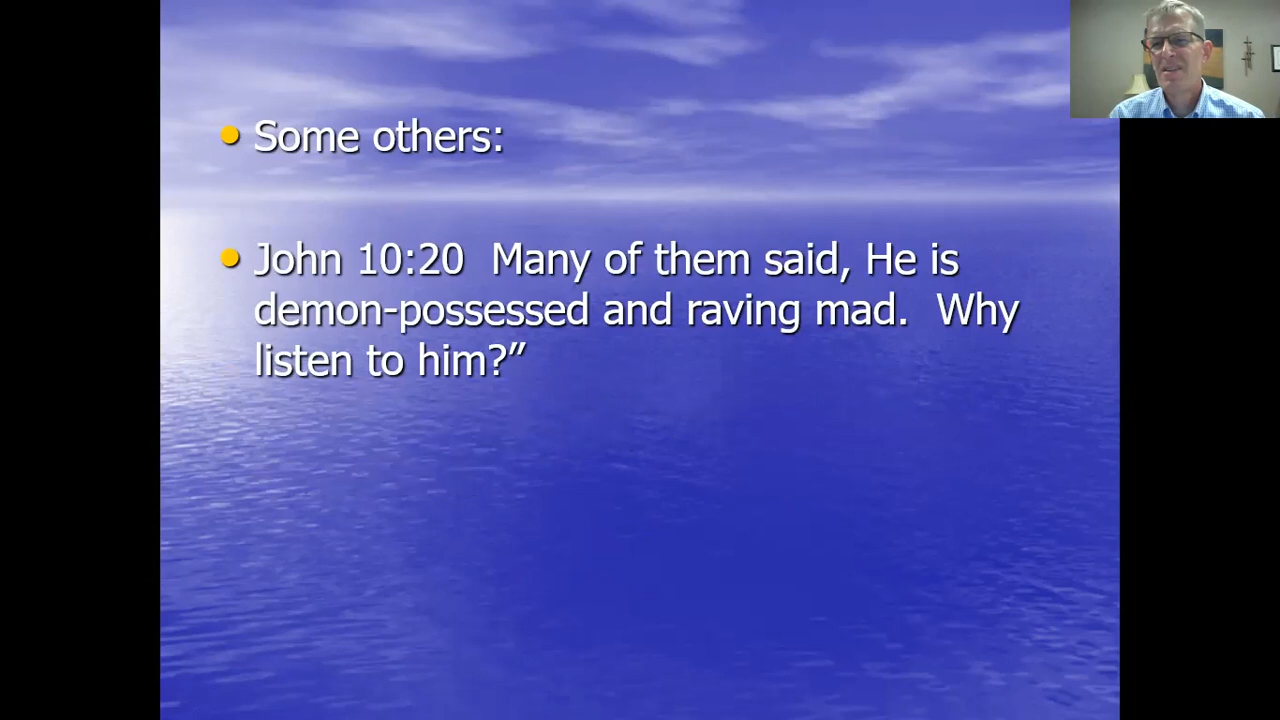 Some others:
John 10:20  Many of them said, He is
demon-possessed and raving mad.  Why
listen to him?”